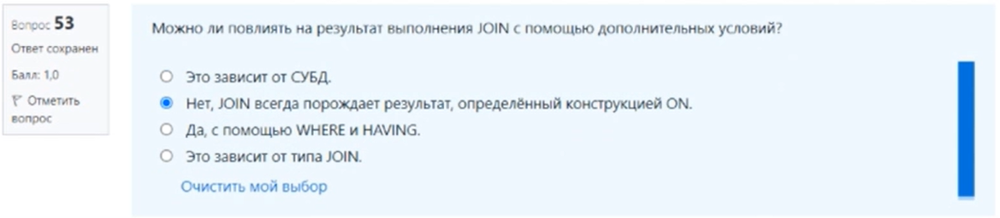 Вопрос 53
Ответ сохранен
Балл: 1,0
Отметить
вопрос
Можно ли повлиять на результат выполнения JOIN с помощью дополнительных условий?
Это зависит от СУБД.
Нет, JOIN всегда порождает результат, определённый конструкцией ON.
Да, с помощью WHERE и HAVING.
Это зависит от типа JOIN.
Очистить мой выбор